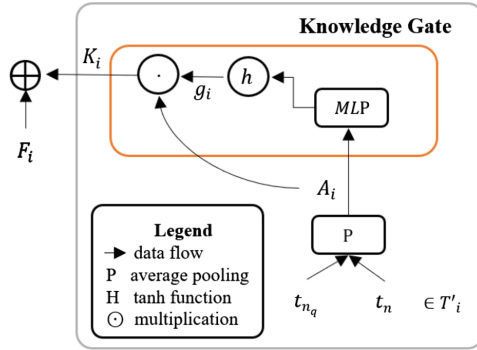 Knowledge Gate
K_i
·
h
g_i
MLP
F_i
A_i
P
t_{n_q} t_n ∈ T'_i
Legend
data flow
P average pooling
H tanh function
⊙ multiplication